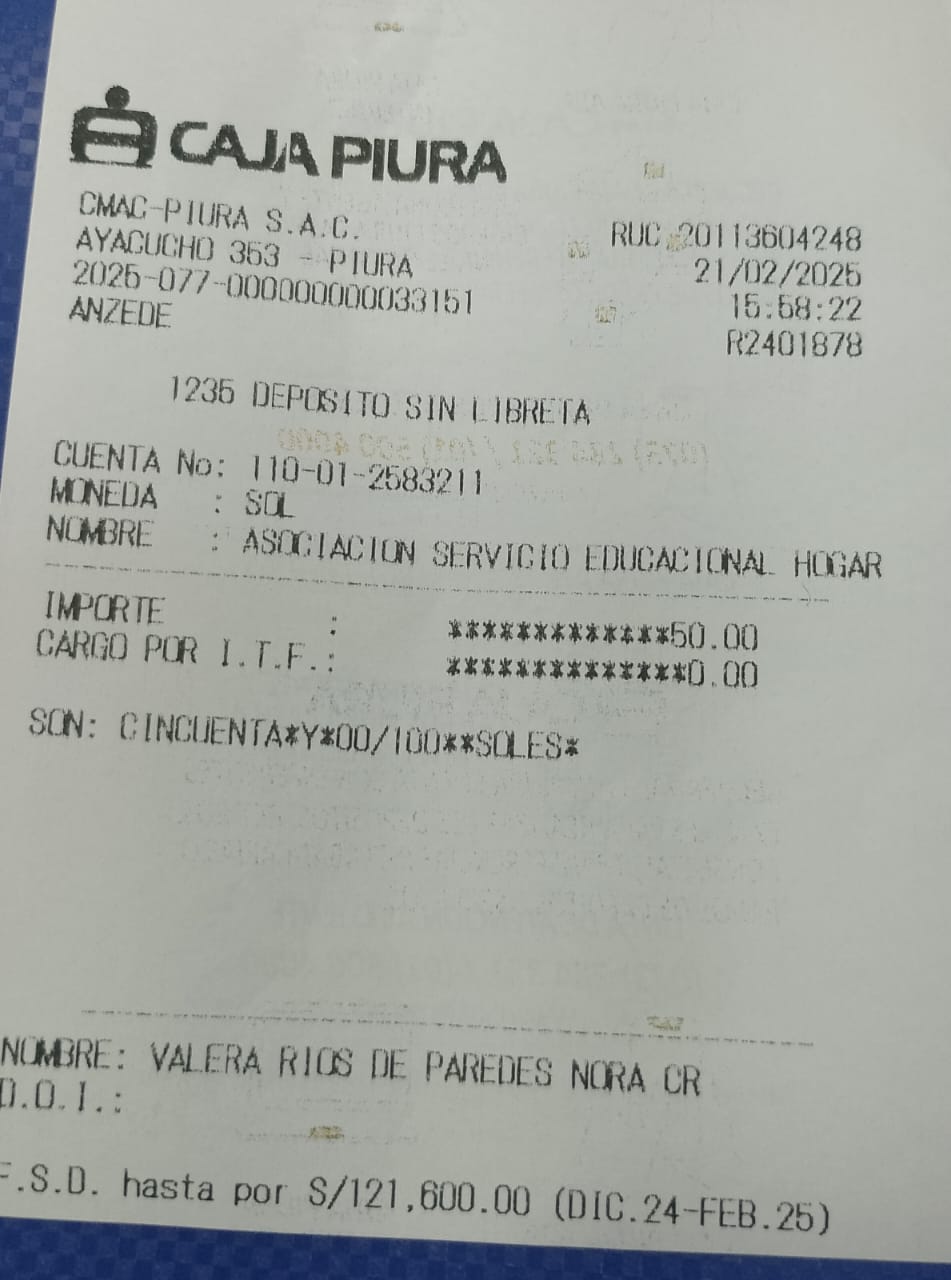 CAJA PIURA
CMAC-PIURA S.A.C.
AYACUCHO 353 - PIURA
2025-077-000000000033151
ANZEDE
RUC 20113604248
21/02/2025
15:58:22
R2401878
1235 DEPOSITO SIN LIBRETA
CUENTA No: 110-01-2583211
MONEDA : SOL
NOMBRE : ASOCIACION SERVICIO EDUCACIONAL HOGAR
IMPORTE : *************50.00
CARGO POR I.T.F.: **************0.00
SON: CINCUENTA*Y*00/100**SOLES*
NOMBRE: VALERA RIOS DE PAREDES NORA CR
D.O.I.:
F.S.D. hasta por S/121,600.00 (DIC.24-FEB.25)